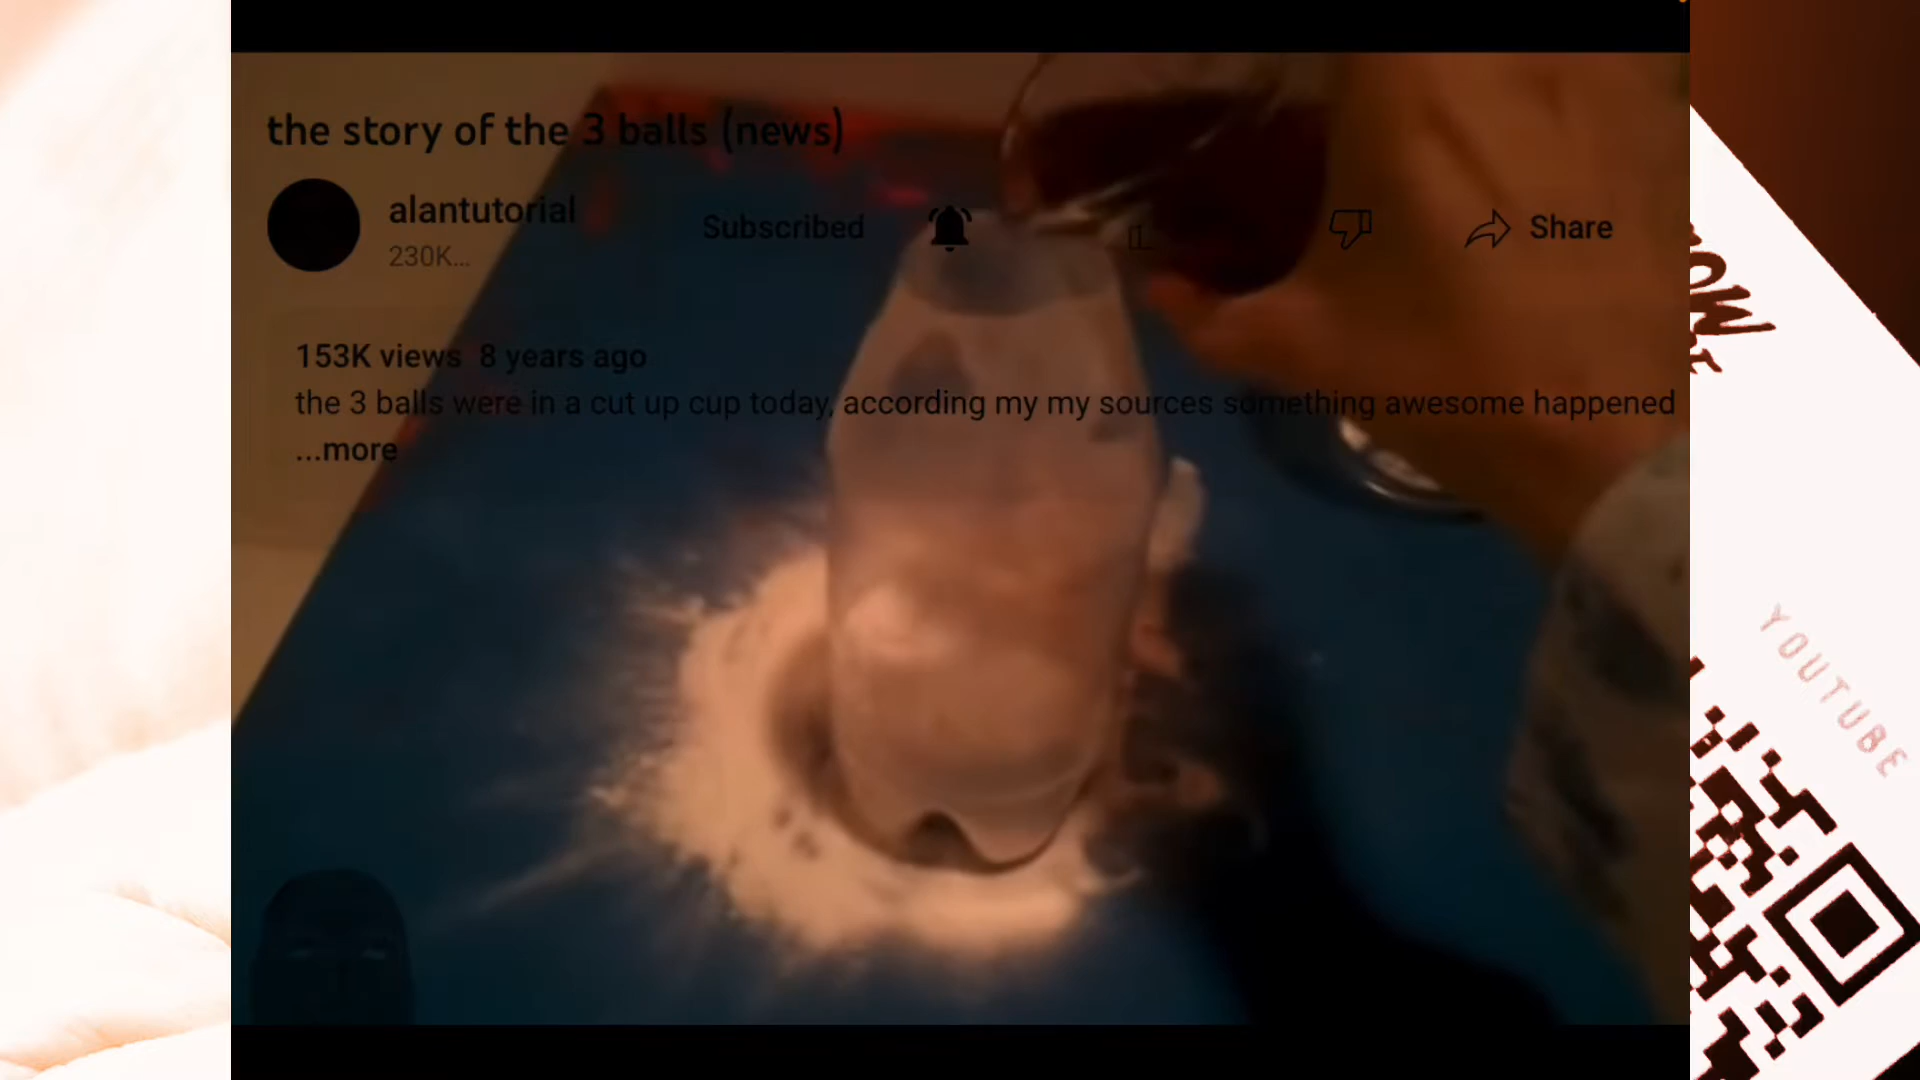 the story of the 3 balls (news)
alantutorial
230K...
Subscribed
Share
153K views 8 years ago
the 3 balls were in a cut up cup today, according my my sources something awesome happened
...more
YOUTUBE